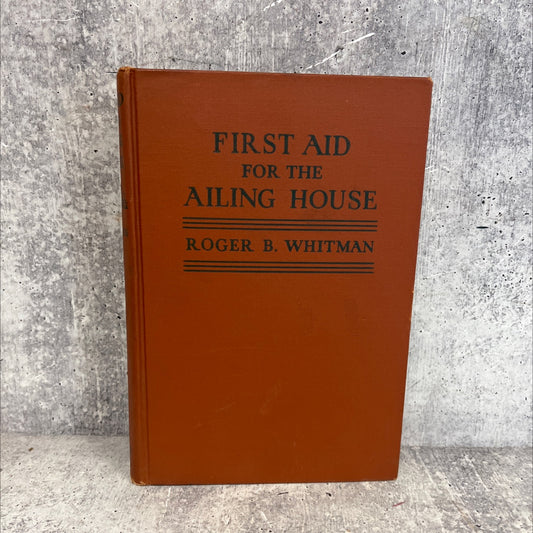 FIRST AID
FOR THE
AILING HOUSE
ROGER B. WHITMAN